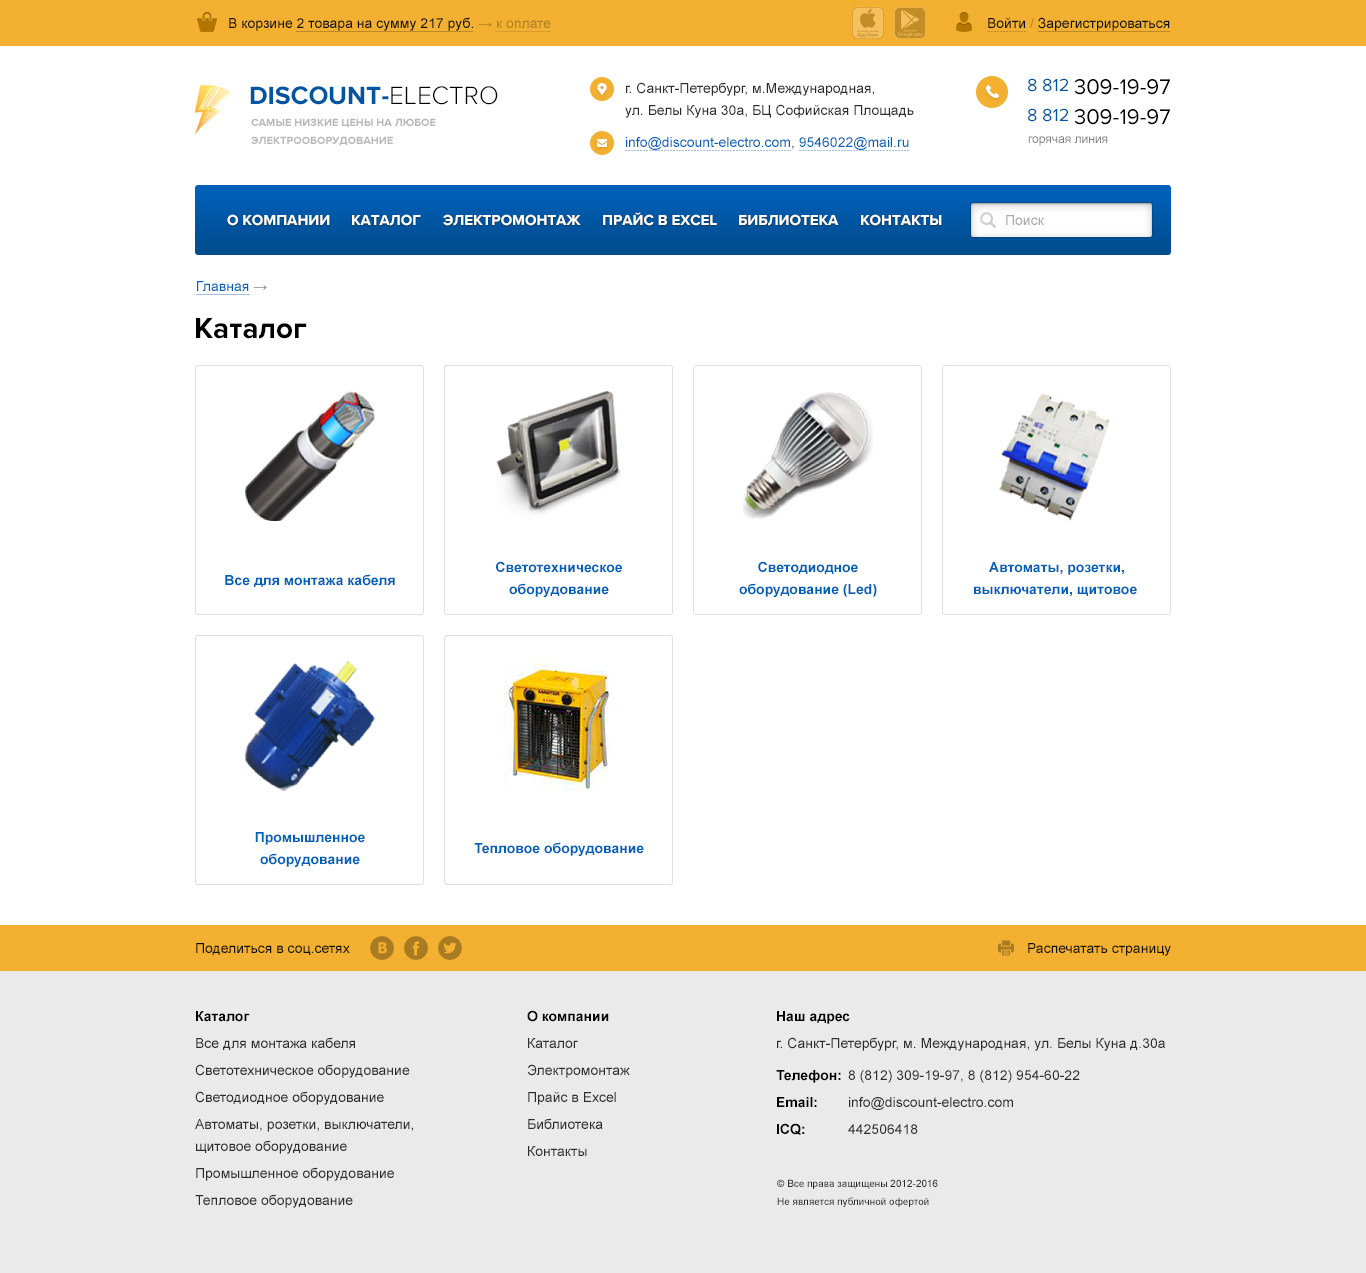 В корзине 2 товара на сумму 217 руб. → к оплате
Войти / Зарегистрироваться
DISCOUNT-ELECTRO
САМЫЕ НИЗКИЕ ЦЕНЫ НА ЛЮБОЕ
ЭЛЕКТРООБОРУДОВАНИЕ
г. Санкт-Петербург, м.Международная,
ул. Белы Куна 30а, БЦ Софийская Площадь
info@discount-electro.com, 9546022@mail.ru
8 812 309-19-97
8 812 309-19-97
горячая линия
О КОМПАНИИ КАТАЛОГ ЭЛЕКТРОМОНТАЖ ПРАЙС В EXCEL БИБЛИОТЕКА КОНТАКТЫ Поиск
Главная →
Каталог
Все для монтажа кабеля
Светотехническое
оборудование
Светодиодное
оборудование (Led)
Автоматы, розетки,
выключатели, щитовое
MASTER
Промышленное
оборудование
Тепловое оборудование
Поделиться в соц.сетях
Распечатать страницу
Каталог
Все для монтажа кабеля
Светотехническое оборудование
Светодиодное оборудование
Автоматы, розетки, выключатели,
щитовое оборудование
Промышленное оборудование
Тепловое оборудование
О компании
Каталог
Электромонтаж
Прайс в Excel
Библиотека
Контакты
Наш адрес
г. Санкт-Петербург, м. Международная, ул. Белы Куна д.30а
Телефон: 8 (812) 309-19-97, 8 (812) 954-60-22
Email: info@discount-electro.com
ICQ: 442506418
© Все права защищены 2012-2016
Не является публичной офертой